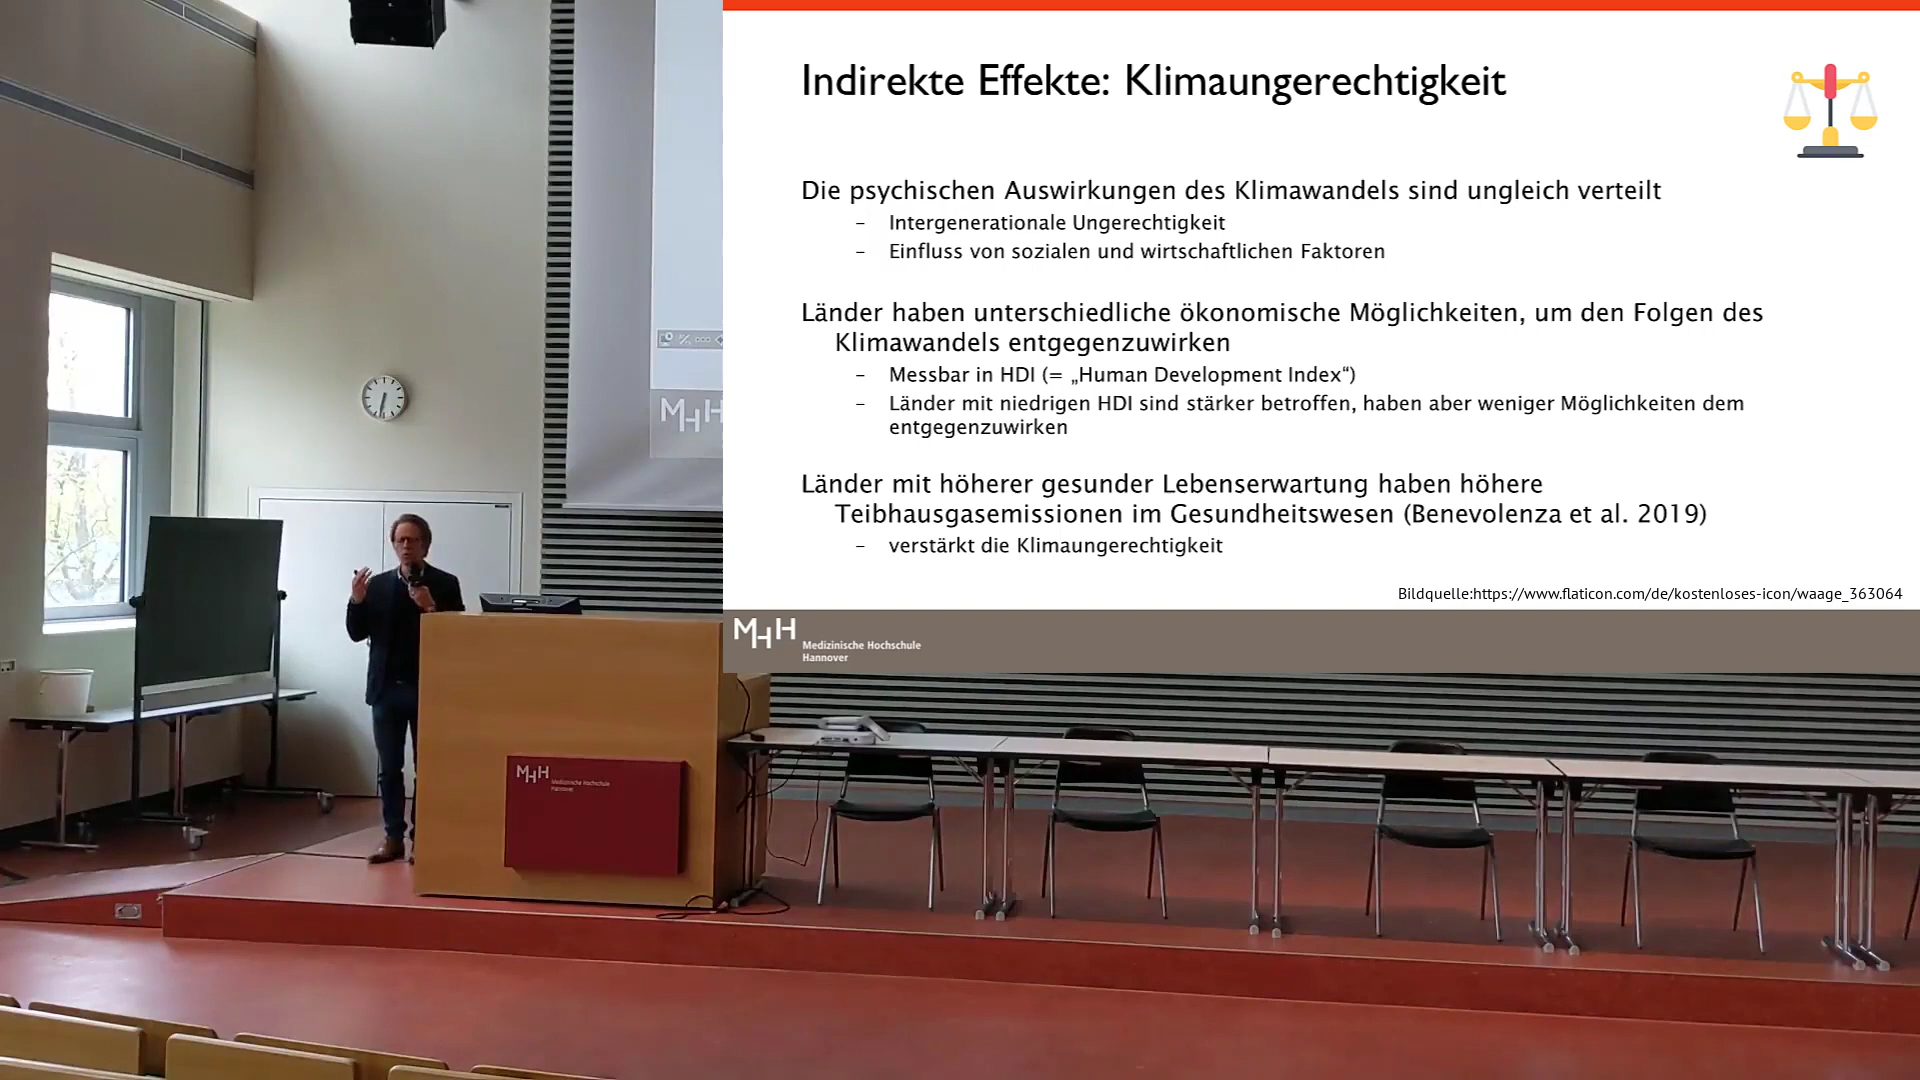 Indirekte Effekte: Klimaungerechtigkeit
Die psychischen Auswirkungen des Klimawandels sind ungleich verteilt
– Intergenerationale Ungerechtigkeit
– Einfluss von sozialen und wirtschaftlichen Faktoren
Länder haben unterschiedliche ökonomische Möglichkeiten, um den Folgen des
Klimawandels entgegenzuwirken
– Messbar in HDI (= „Human Development Index“)
– Länder mit niedrigen HDI sind stärker betroffen, haben aber weniger Möglichkeiten dem
entgegenzuwirken
Länder mit höherer gesunder Lebenserwartung haben höhere
Teibhausgasemissionen im Gesundheitswesen (Benevolenza et al. 2019)
– verstärkt die Klimaungerechtigkeit
Bildquelle:https://www.flaticon.com/de/kostenloses-icon/waage_363064
MHH
Medizinische Hochschule
Hannover
MHH
MHH
Medizinische Hochschule
Hannover